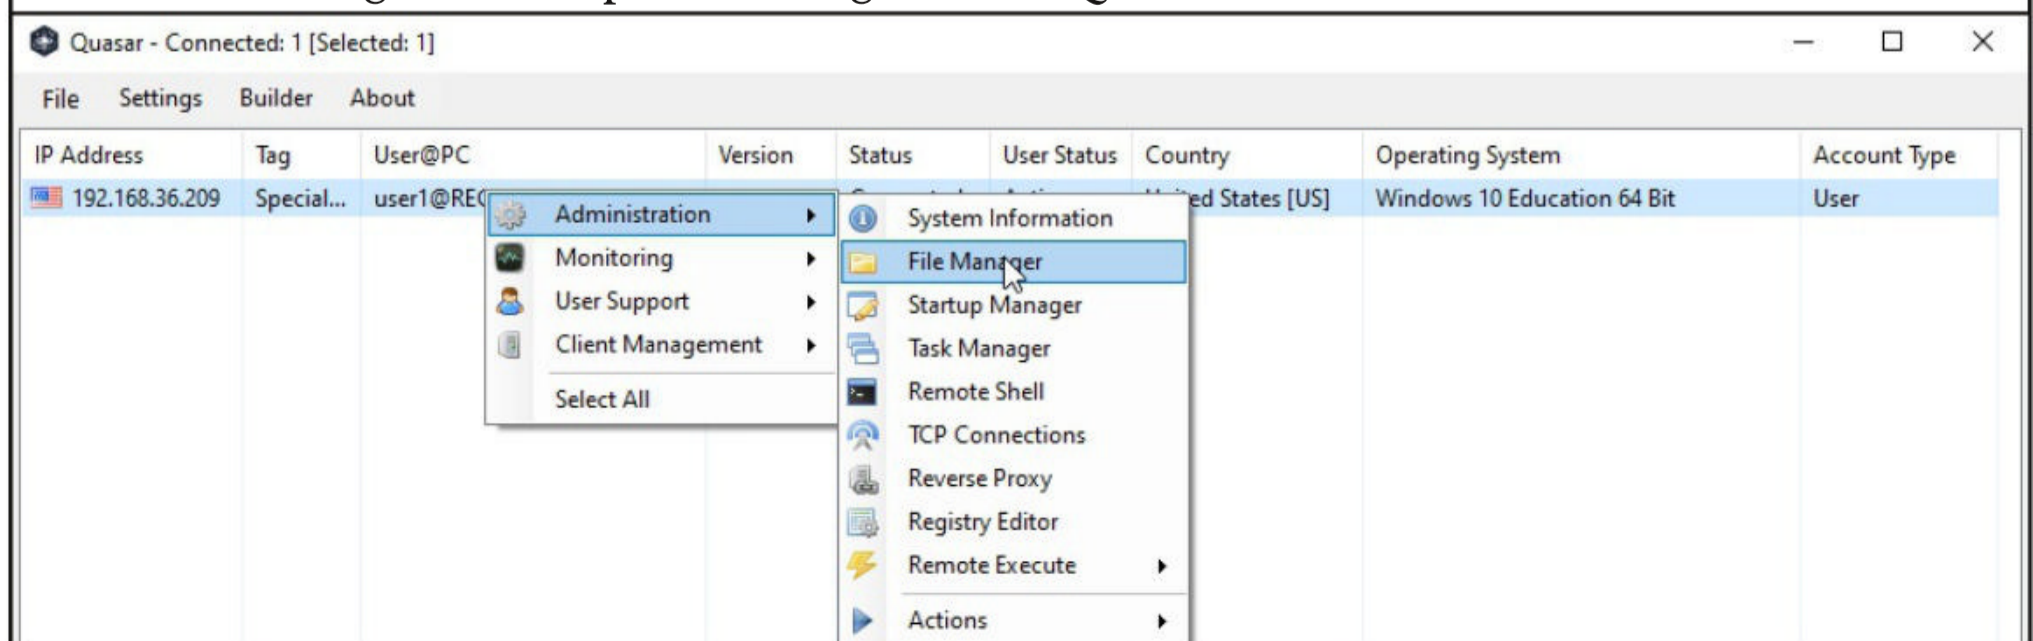 Quasar - Connected: 1 [Selected: 1]
File Settings Builder About
IP Address Tag User@PC Version Status User Status Country Operating System Account Type
192.168.36.209 Special... user1@REC ed States [US] Windows 10 Education 64 Bit User
Administration
Monitoring
User Support
Client Management
Select All
System Information
File Manager
Startup Manager
Task Manager
Remote Shell
TCP Connections
Reverse Proxy
Registry Editor
Remote Execute
Actions